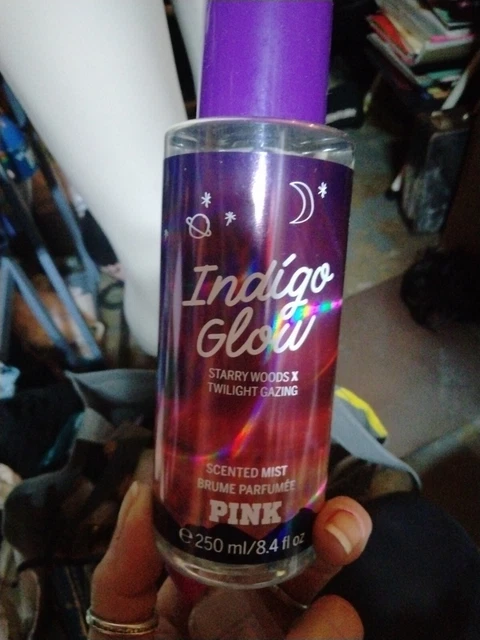 Indigo
Glow
STARRY WOODS X
TWILIGHT GAZING
SCENTED MIST
BRUME PARFUMÉE
PINK
℮ 250 ml/8.4 fl oz